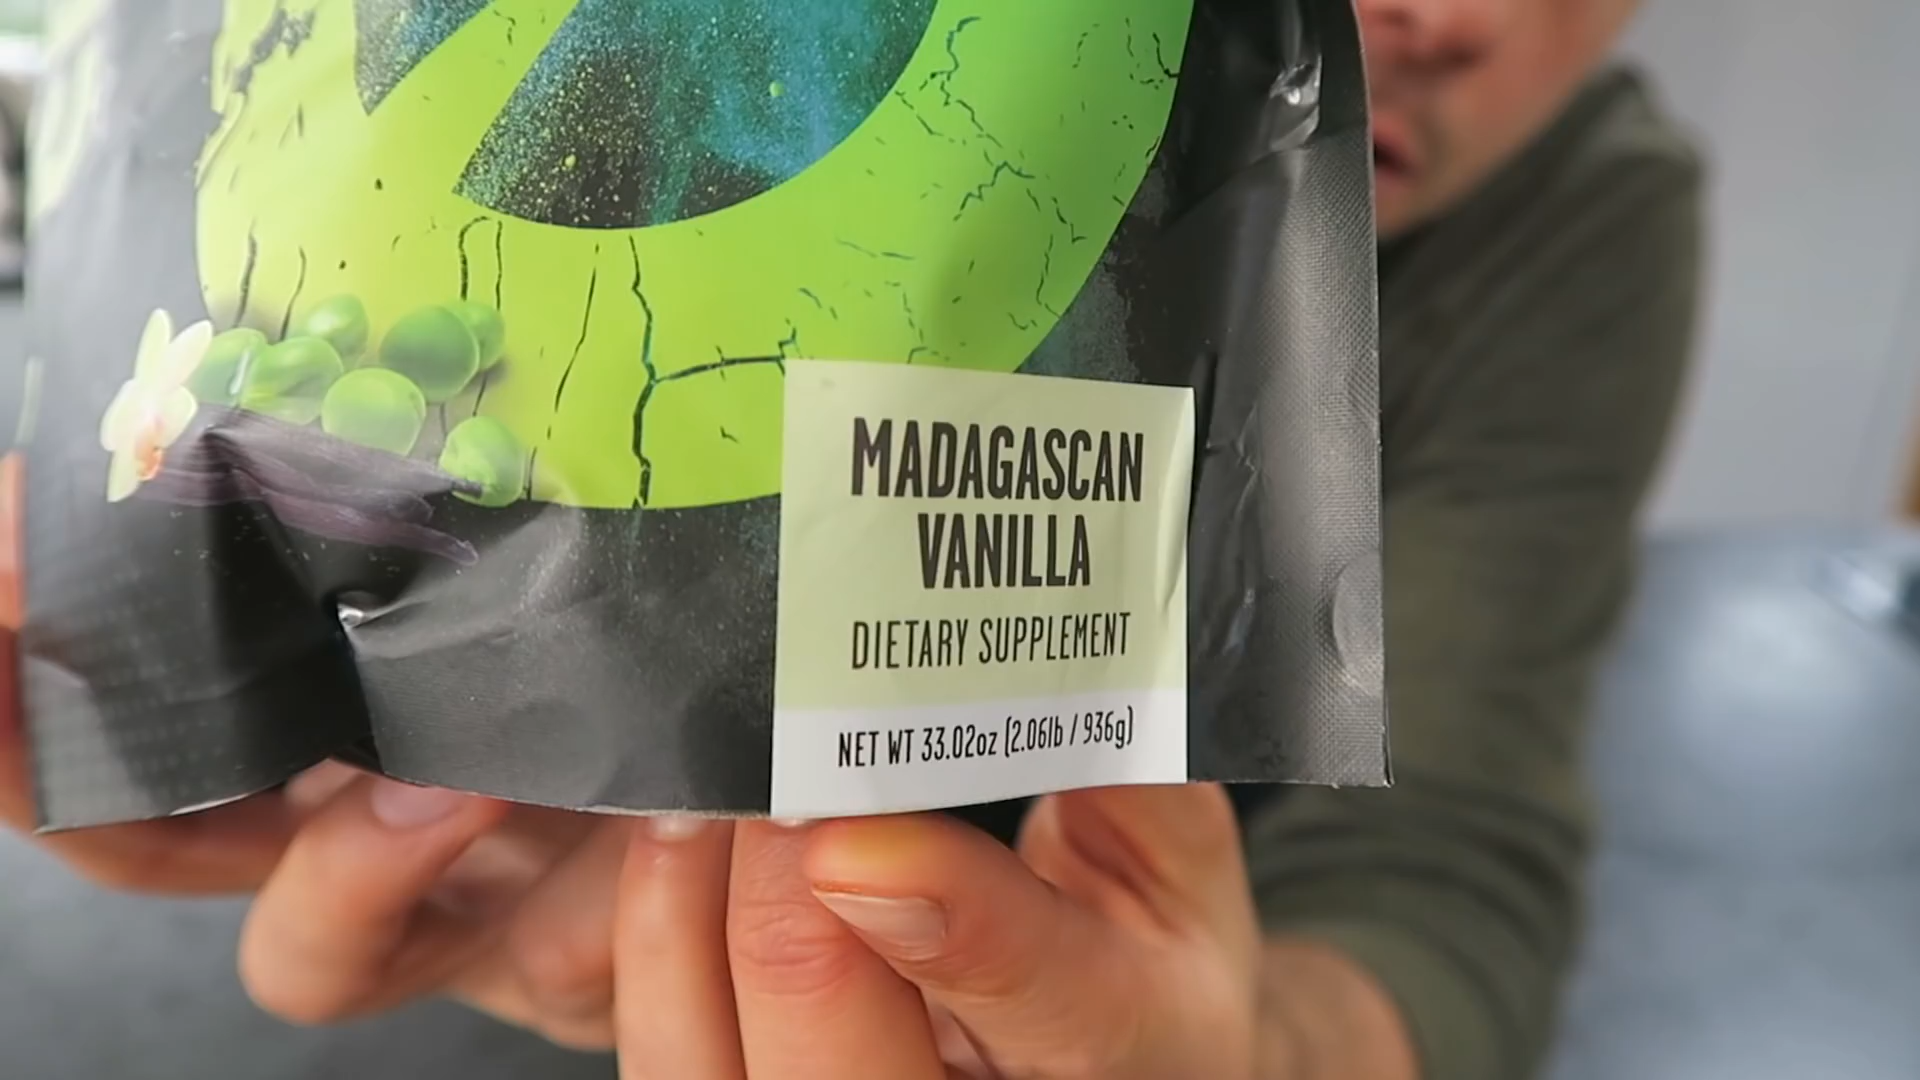 MADAGASCAN
VANILLA
DIETARY SUPPLEMENT
NET WT 33.02oz (2.06lb / 936g)